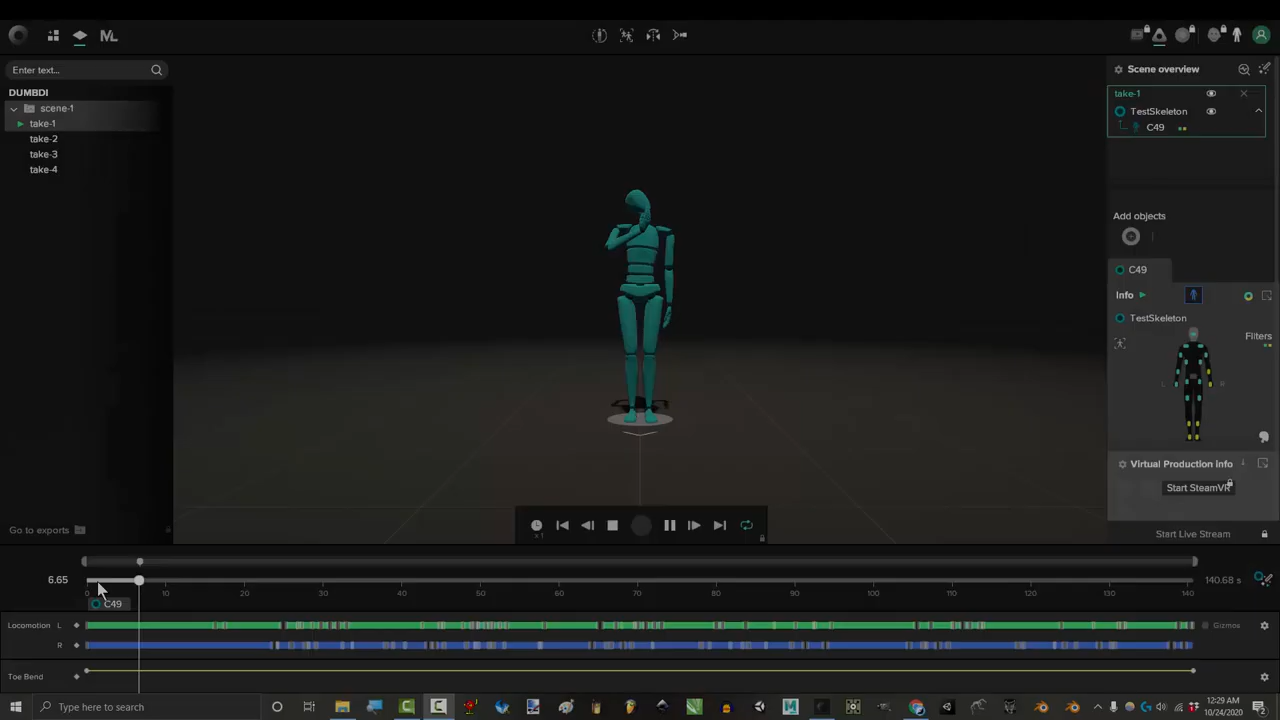 ML
Enter text...
Scene overview
DUMBDI
scene-1
take-1
take-2
take-3
take-4
take-1
TestSkeleton
C49
Add objects
C49
Info
TestSkeleton
Filters
L
R
Virtual Production info
Start SteamVR
Start Live Stream
Go to exports
x1
6.65
140.68 s
0 10 20 30 40 50 60 70 80 90 100 110 120 130 140
C49
Locomotion L
Gizmos
R
Toe Bend
Type here to search
12:29 AM
10/24/2020